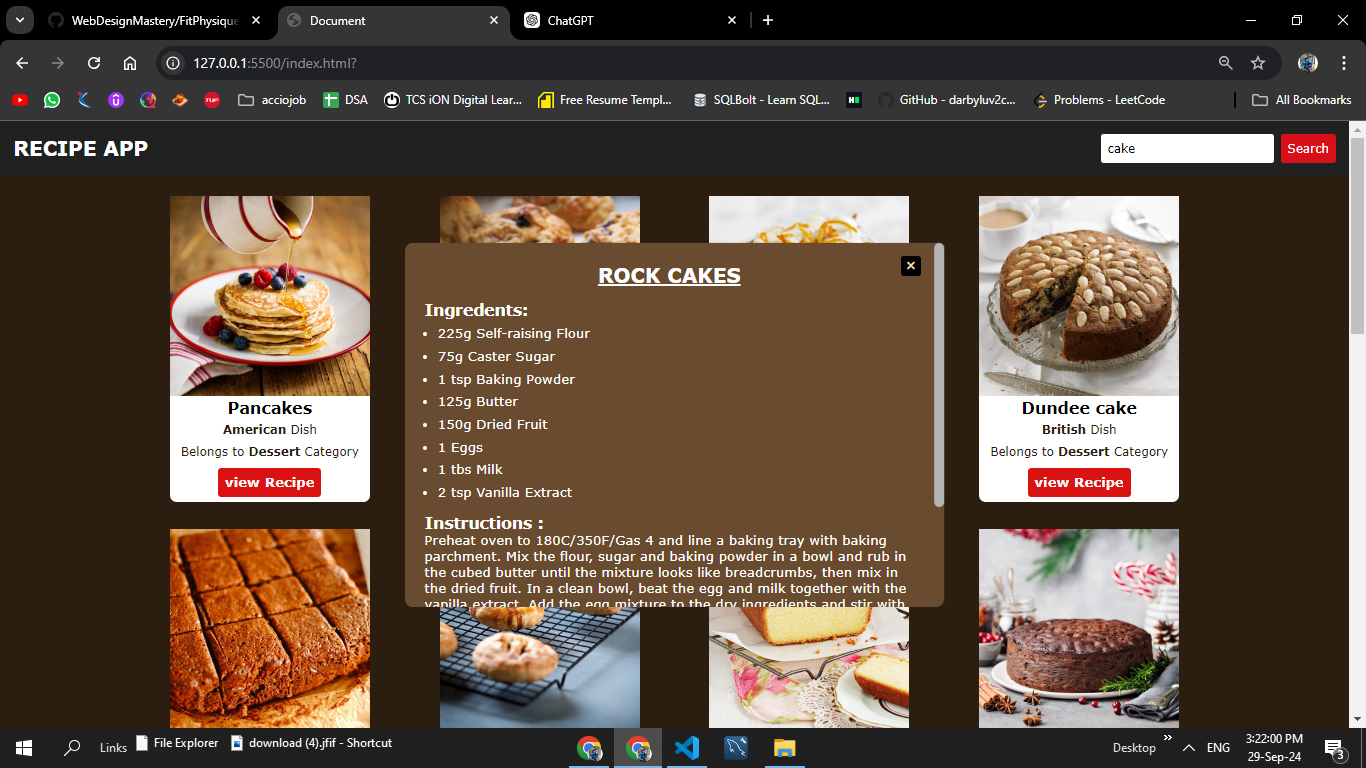 WebDesignMastery/FitPhysique
Document
ChatGPT
127.0.0.1:5500/index.html?
acciojob
DSA
TCS iON Digital Lear...
Free Resume Templ...
SQLBolt - Learn SQL...
GitHub - darbyluv2c...
Problems - LeetCode
All Bookmarks
RECIPE APP
cake
Search
ROCK CAKES
Ingredents:
• 225g Self-raising Flour
• 75g Caster Sugar
• 1 tsp Baking Powder
• 125g Butter
• 150g Dried Fruit
• 1 Eggs
• 1 tbs Milk
• 2 tsp Vanilla Extract
Instructions :
Preheat oven to 180C/350F/Gas 4 and line a baking tray with baking
parchment. Mix the flour, sugar and baking powder in a bowl and rub in
the cubed butter until the mixture looks like breadcrumbs, then mix in
the dried fruit. In a clean bowl, beat the egg and milk together with the
vanilla extract. Add the egg mixture to the dry ingredients and stir with
Pancakes
American Dish
Belongs to Dessert Category
view Recipe
Dundee cake
British Dish
Belongs to Dessert Category
view Recipe
Links
File Explorer
download (4).jfif - Shortcut
Desktop
ENG
3:22:00 PM
29-Sep-24
3